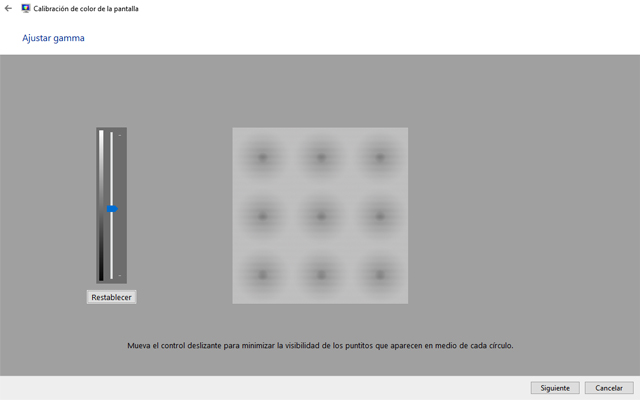 Calibración de color de la pantalla
Ajustar gamma
Restablecer
Mueva el control deslizante para minimizar la visibilidad de los puntitos que aparecen en medio de cada círculo.
Siguiente
Cancelar